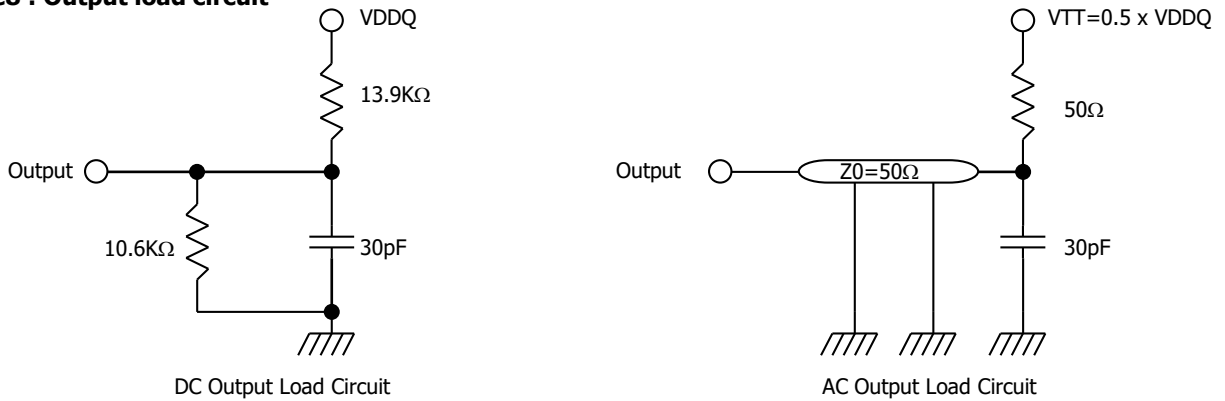 : Output load circuit
VDDQ
13.9KΩ
Output
10.6KΩ
30pF
DC Output Load Circuit
VTT=0.5 x VDDQ
50Ω
Output
Z0=50Ω
30pF
AC Output Load Circuit